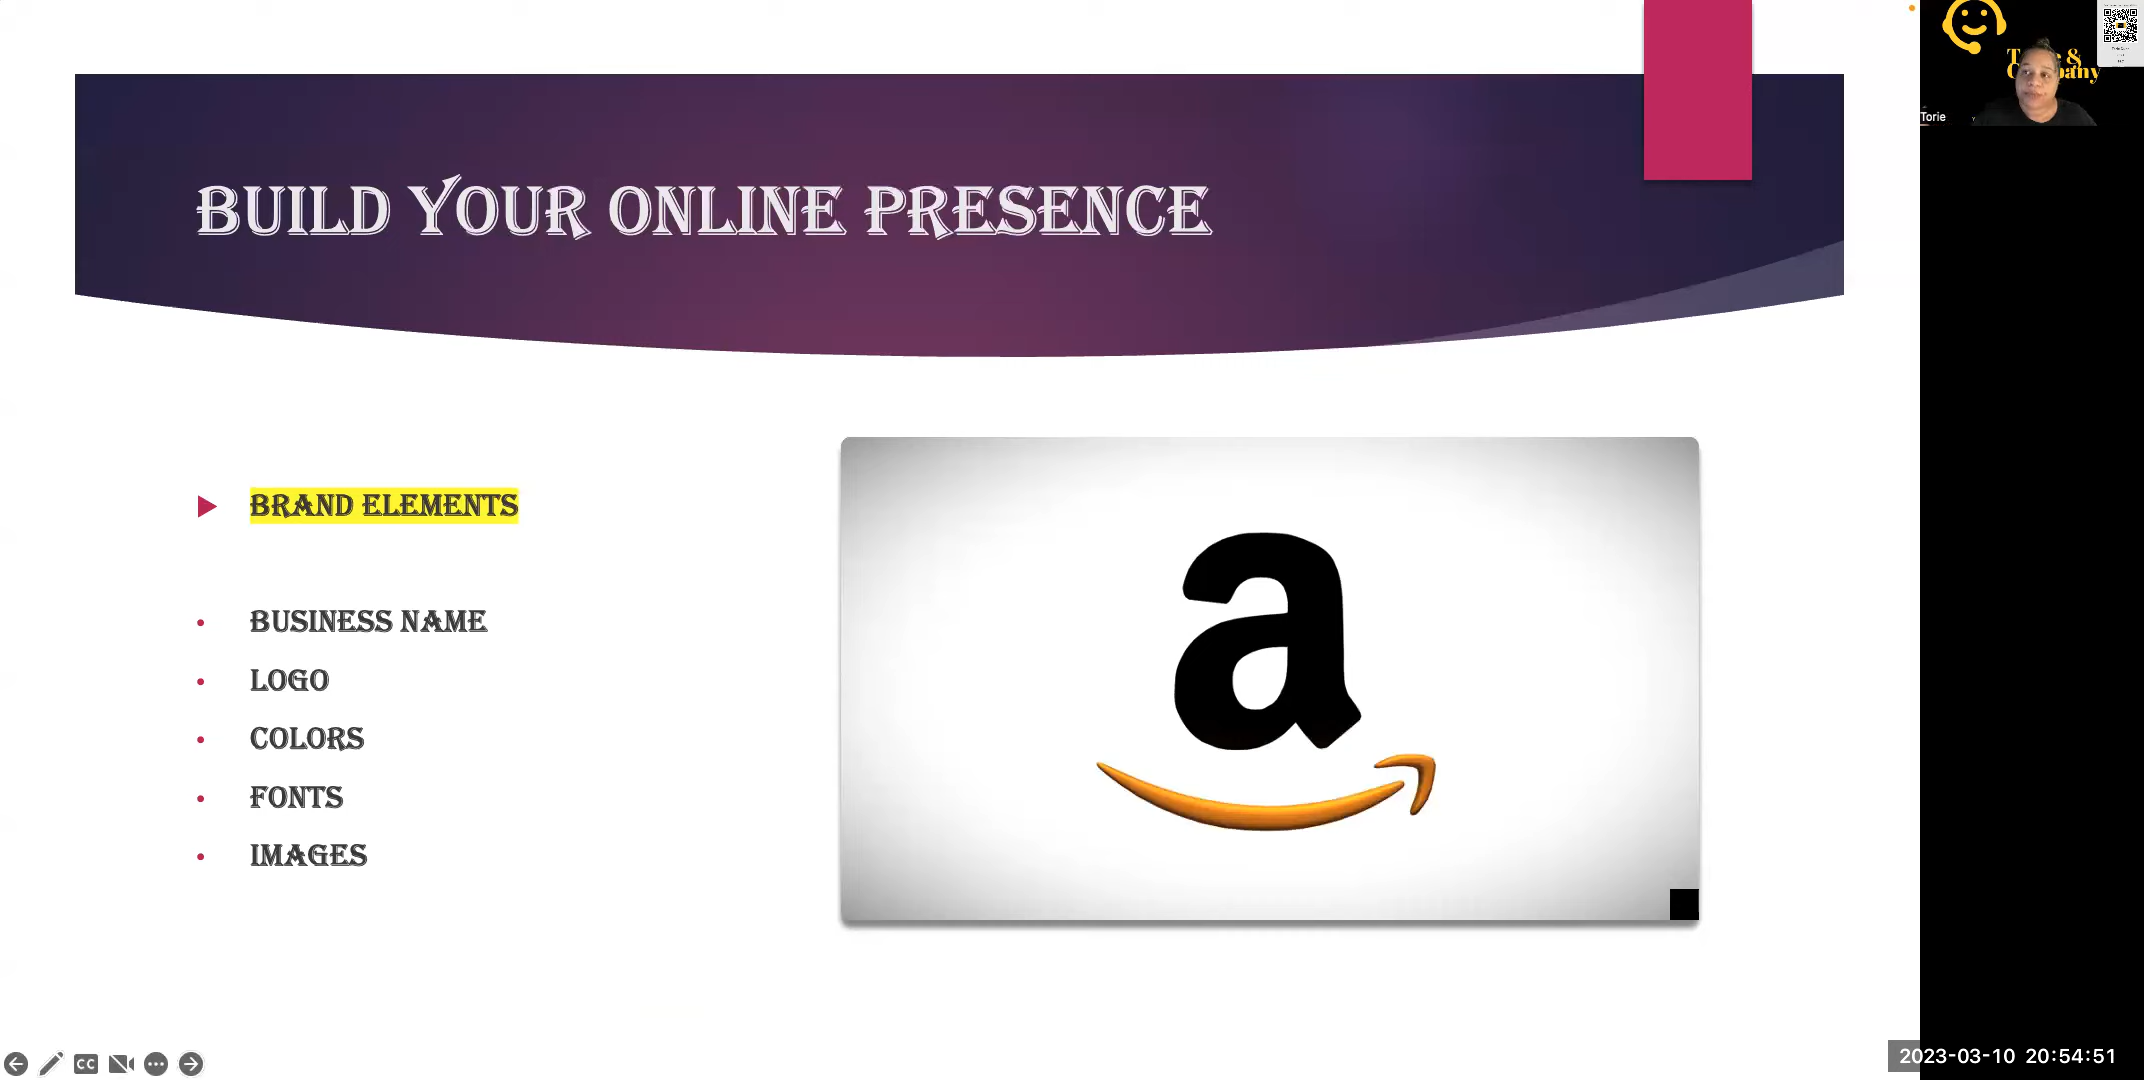 BUILD YOUR ONLINE PRESENCE
BRAND ELEMENTS
BUSINESS NAME
LOGO
COLORS
FONTS
IMAGES
a
CC
Torie
2023-03-10 20:54:51